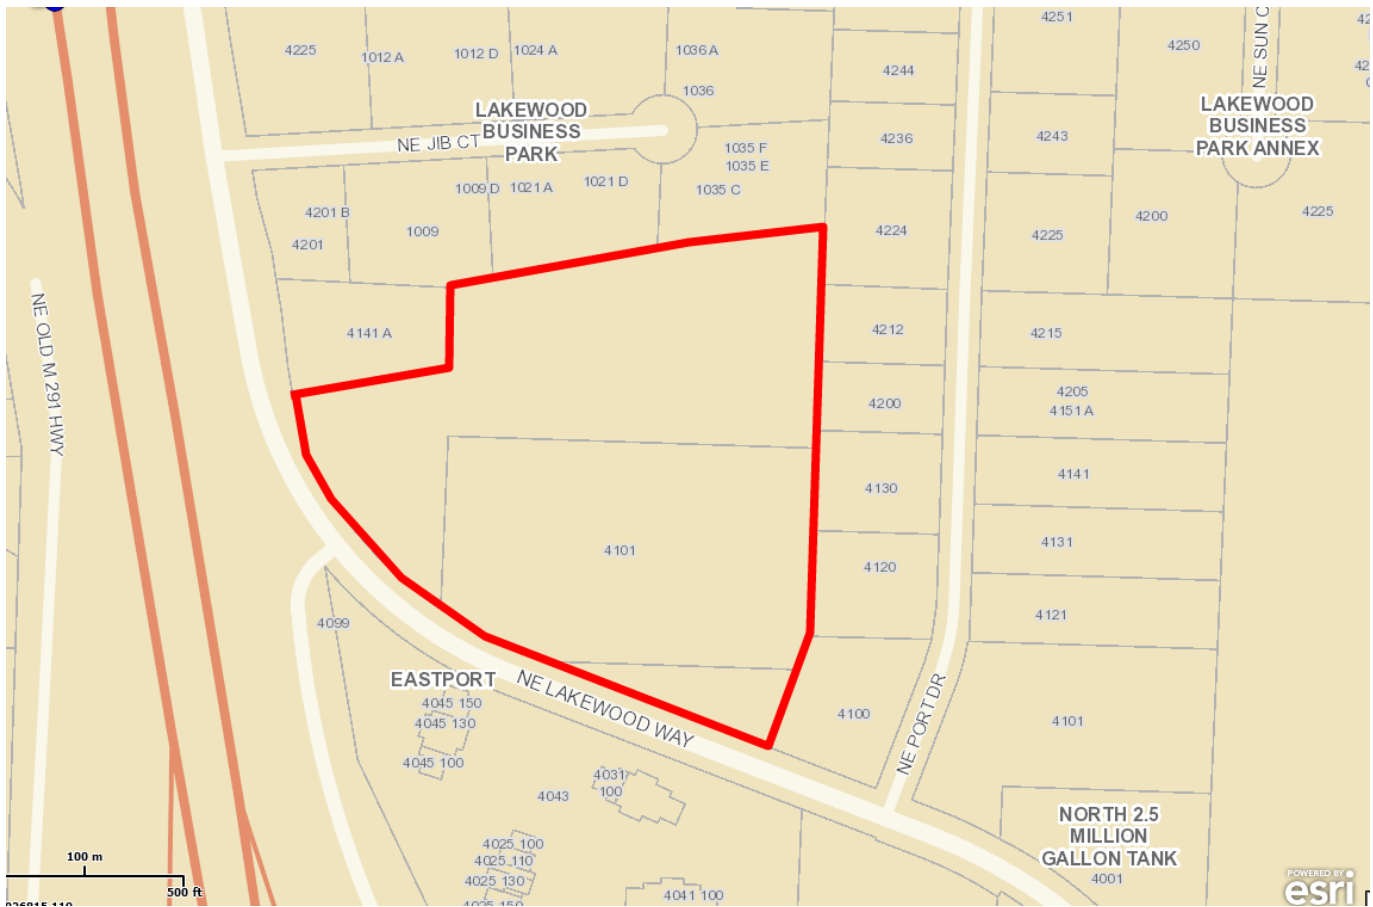 4251
4225
1012 A
1012 D
1024 A
1036 A
4250
4244
1036
LAKEWOOD
BUSINESS
PARK
NE JIB CT
4236
4243
LAKEWOOD
BUSINESS
PARK ANNEX
NE SUN C
1035 F
1035 E
1035 C
1009 D
1021 A
1021 D
4201 B
4201
1009
4224
4225
4200
4225
NE OLD M 291 HWY
4141 A
4212
4215
4200
4205
4151 A
4130
4141
4101
4120
4131
4121
4099
EASTPORT
NE LAKEWOOD WAY
4045 150
4045 130
4045 100
4100
NE PORT DR
4101
4031
100
4043
NORTH 2.5
MILLION
GALLON TANK
4001
4025 100
4025 110
4025 130
4025 150
4041 100
100 m
500 ft
POWERED BY
esri